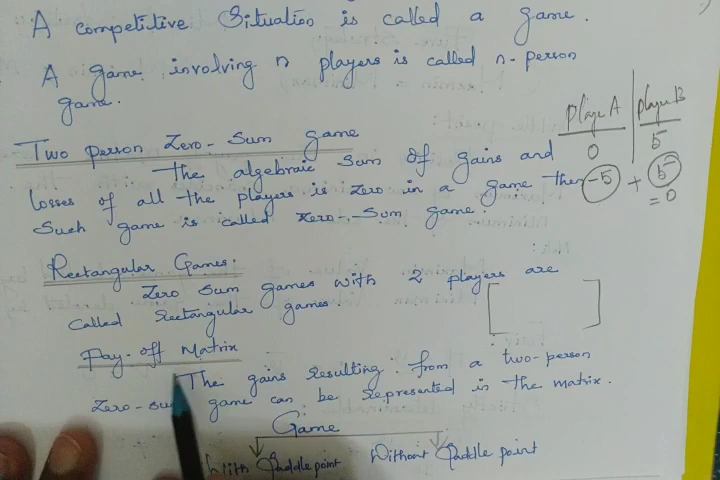 A competitive Situation is called a game.
A game involving n players is called n-person
game.
Player A | Player B
0 | 5
-5 + 5
= 0
Two person Zero-Sum game
The algebraic Sum of gains and
losses of all the players is zero in a game then
Such game is called zero-Sum game.
Rectangular Games.
Zero Sum games with 2 players are
called Rectangular games.
Pay-off Matrix
The gains resulting from a two-person
Zero-sum game can be represented in the matrix.
Game
With Saddle point Without Saddle point